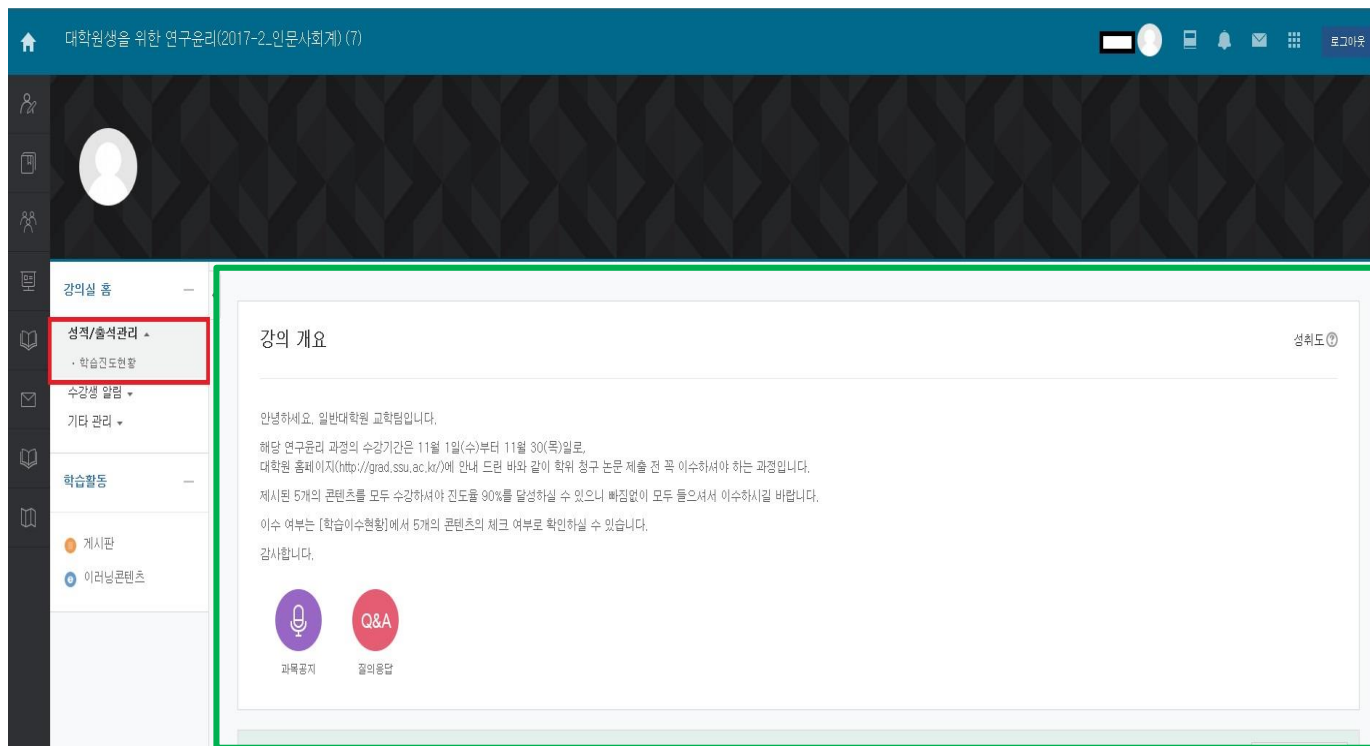 대학원생을 위한 연구윤리(2017-2_인문사회계) (7)
로그아웃
강의실 홈
성적/출석관리
· 학습진도현황
수강생 알림
기타 관리
학습활동
게시판
이러닝콘텐츠
강의 개요
성취도
안녕하세요, 일반대학원 교학팀입니다.
해당 연구윤리 과정의 수강기간은 11월 1일(수)부터 11월 30(목)일로,
대학원 홈페이지(http://grad.ssu.ac.kr/)에 안내 드린 바와 같이 학위 청구 논문 제출 전 꼭 이수하셔야 하는 과정입니다.
제시된 5개의 콘텐츠를 모두 수강하셔야 진도율 90%를 달성하실 수 있으니 빠짐없이 모두 들으셔서 이수하시길 바랍니다.
이수 여부는 [학습이수현황]에서 5개의 콘텐츠의 체크 여부로 확인하실 수 있습니다.
감사합니다.
Q&A
과목공지
질의응답